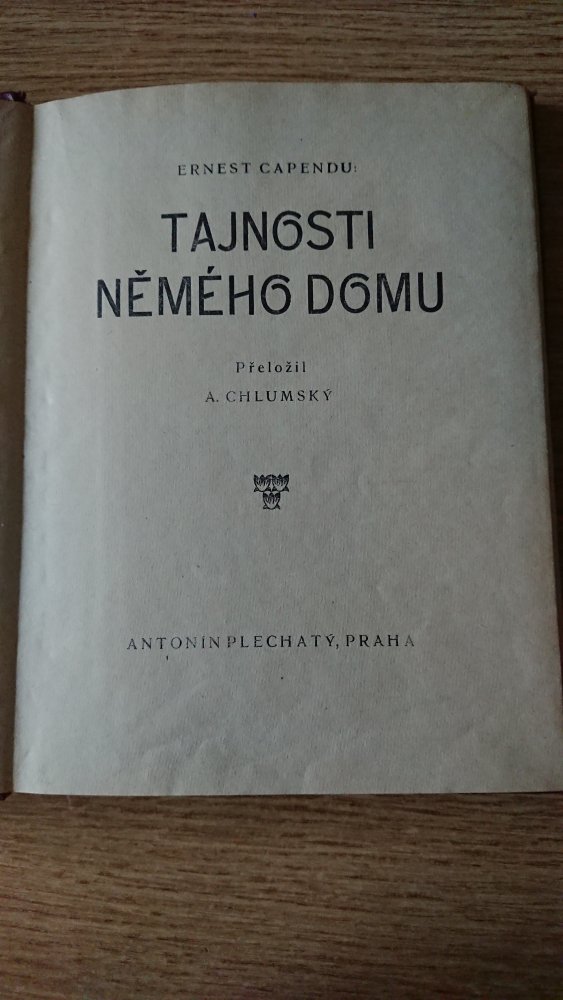 ERNEST CAPENDU:
TAJNOSTI
NĚMÉHO DOMU
Přeložil
A. CHLUMSKÝ
ANTONÍN PLECHATÝ, PRAHA